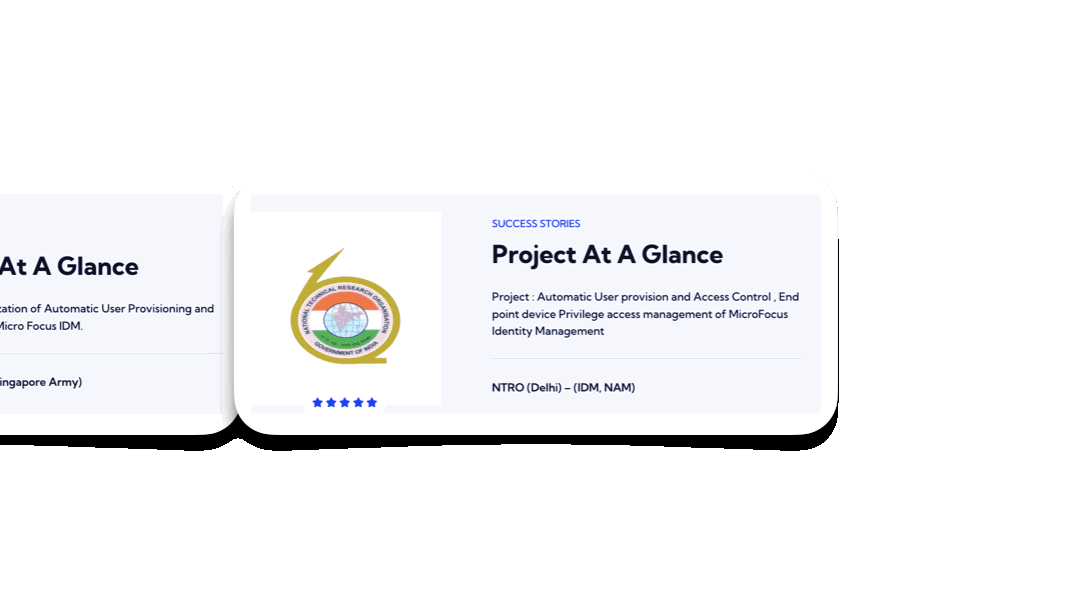 At A Glance
ation of Automatic User Provisioning and
Micro Focus IDM.
ingapore Army)
NATIONAL TECHNICAL RESEARCH ORGANISATION
GOVERNMENT OF INDIA
SUCCESS STORIES
Project At A Glance
Project : Automatic User provision and Access Control , End
point device Privilege access management of MicroFocus
Identity Management
NTRO (Delhi) – (IDM, NAM)